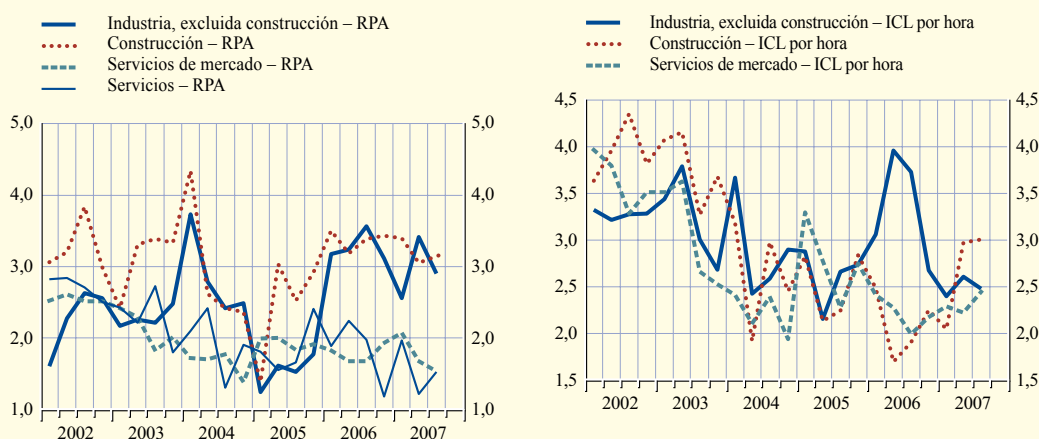 Industria, excluida construcción – RPA
Construcción – RPA
Servicios de mercado – RPA
Servicios – RPA
5,0 5,0
4,0 4,0
3,0 3,0
2,0 2,0
1,0 1,0
2002 2003 2004 2005 2006 2007
Industria, excluida construcción – ICL por hora
Construcción – ICL por hora
Servicios de mercado – ICL por hora
4,5 4,5
4,0 4,0
3,5 3,5
3,0 3,0
2,5 2,5
2,0 2,0
1,5 1,5
2002 2003 2004 2005 2006 2007